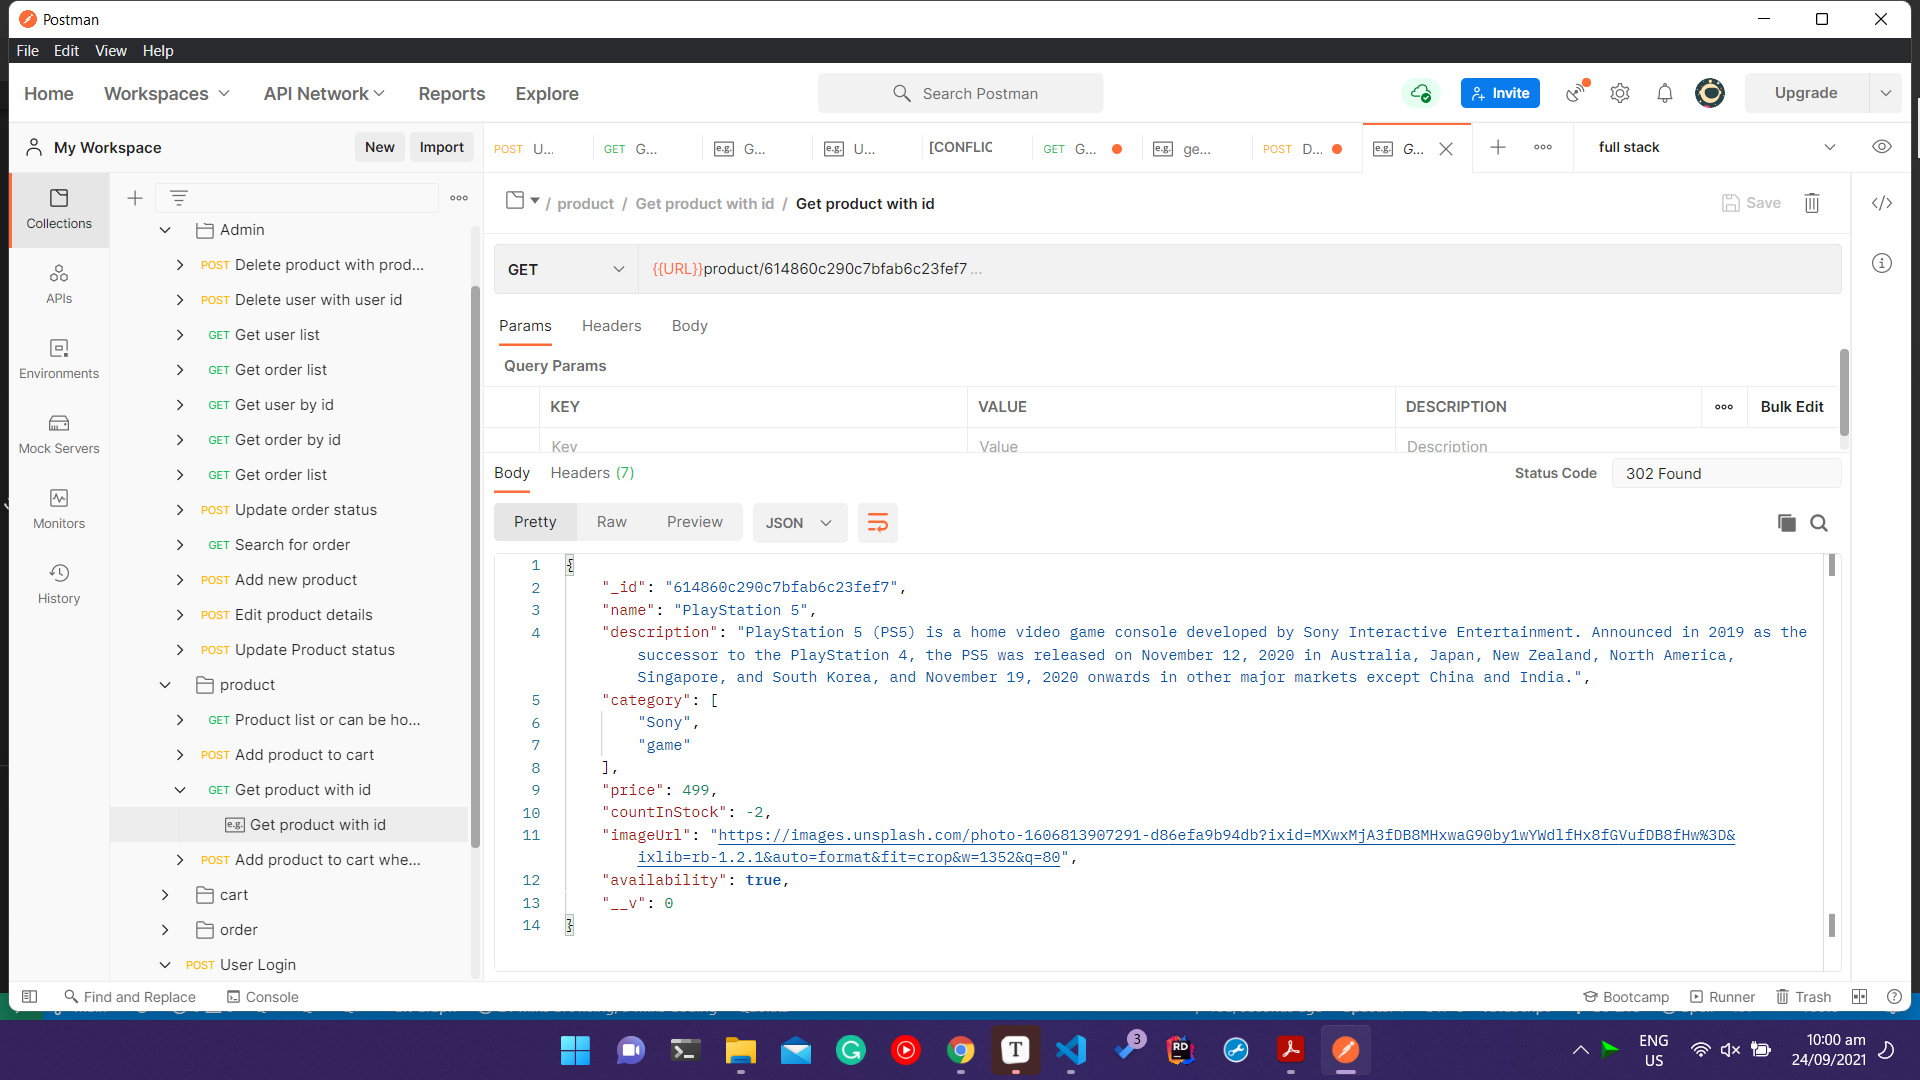 Postman
File Edit View Help
Home Workspaces API Network Reports Explore
Search Postman
Invite
Upgrade
My Workspace
New Import
POST U...
GET G...
e.g. G...
e.g. U...
[CONFLIC
GET G...
e.g. ge...
POST D...
e.g. G...
full stack
Collections
APIs
Environments
Mock Servers
Monitors
History
Admin
POST Delete product with prod...
POST Delete user with user id
GET Get user list
GET Get order list
GET Get user by id
GET Get order by id
GET Get order list
POST Update order status
GET Search for order
POST Add new product
POST Edit product details
POST Update Product status
product
GET Product list or can be ho...
POST Add product to cart
GET Get product with id
e.g. Get product with id
POST Add product to cart whe...
cart
order
POST User Login
/ product / Get product with id / Get product with id
Save
GET
{{URL}}product/614860c290c7bfab6c23fef7 ...
Params Headers Body
Query Params
KEY VALUE DESCRIPTION Bulk Edit
Key Value Description
Body Headers (7)
Status Code 302 Found
Pretty Raw Preview JSON
1 {
2 "_id": "614860c290c7bfab6c23fef7",
3 "name": "PlayStation 5",
4 "description": "PlayStation 5 (PS5) is a home video game console developed by Sony Interactive Entertainment. Announced in 2019 as the
successor to the PlayStation 4, the PS5 was released on November 12, 2020 in Australia, Japan, New Zealand, North America,
Singapore, and South Korea, and November 19, 2020 onwards in other major markets except China and India.",
5 "category": [
6 "Sony",
7 "game"
8 ],
9 "price": 499,
10 "countInStock": -2,
11 "imageUrl": "https://images.unsplash.com/photo-1606813907291-d86efa9b94db?ixid=MXwxMjA3fDB8MHxwaG90by1wYWdlfHx8fGVufDB8fHw%3D&
ixlib=rb-1.2.1&auto=format&fit=crop&w=1352&q=80",
12 "availability": true,
13 "__v": 0
14 }
Find and Replace Console
Bootcamp Runner Trash
T
3
RD
ENG
US
10:00 am
24/09/2021